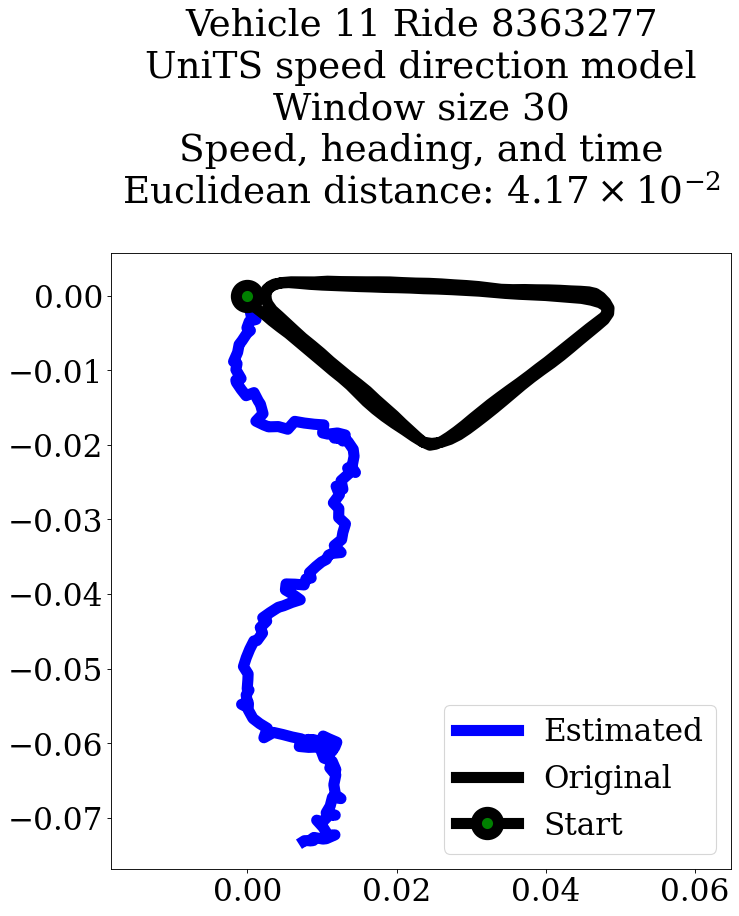 Vehicle 11 Ride 8363277
UniTS speed direction model
Window size 30
Speed, heading, and time
Euclidean distance: 4.17 × 10⁻²
0.00
−0.01
−0.02
−0.03
−0.04
−0.05
−0.06
−0.07
Estimated
Original
Start
0.00 0.02 0.04 0.06